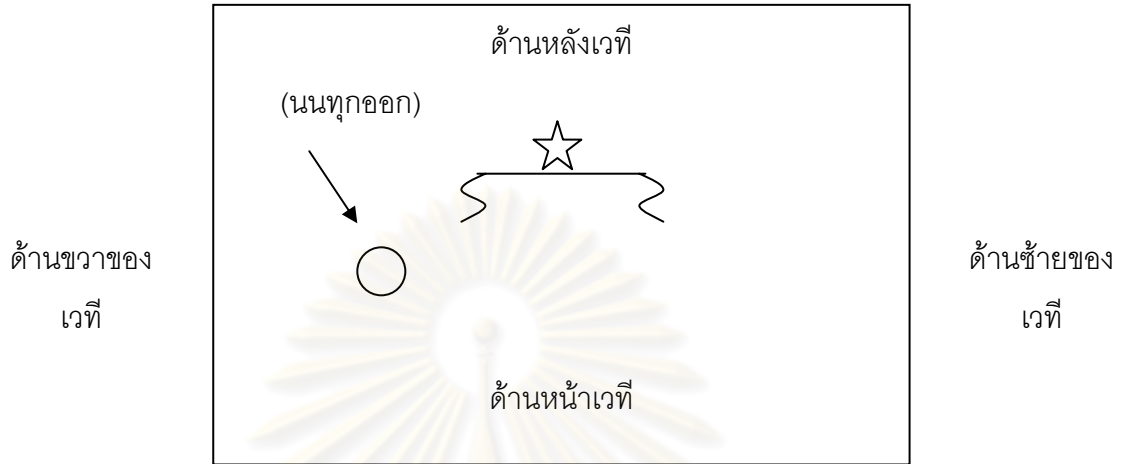 ด้านหลังเวที
(นนทุกออก)
ด้านขวาของ
เวที
ด้านซ้ายของ
เวที
ด้านหน้าเวที